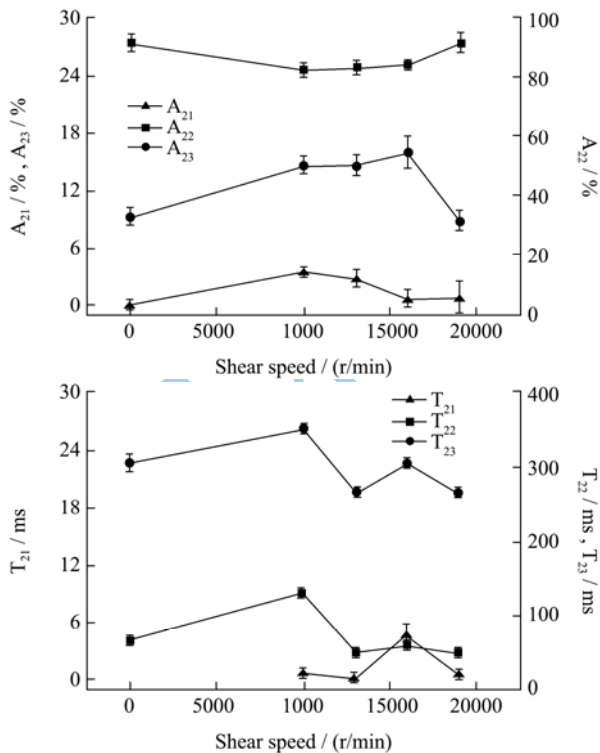 30
24
18
12
6
0
A21 / % , A23 / %
A21
A22
A23
100
80
60
40
20
0
A22 / %
0 5000 1000 15000 20000
Shear speed / (r/min)
30
24
18
12
6
0
T21 / ms
T21
T22
T23
400
300
200
100
0
T22 / ms , T23 / ms
0 5000 1000 15000 20000
Shear speed / (r/min)